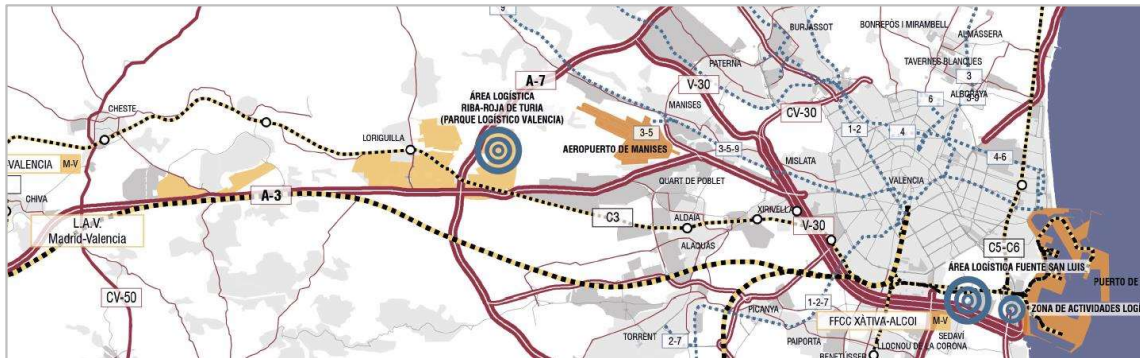 9
BURJASSOT
BONREPÒS I MIRABELL
ALMÀSSERA
PATERNA
TAVERNES BLANQUES
3
A-7
V-30
ALBORAYA
3-9
ÁREA LOGÍSTICA
RIBA-ROJA DE TURIA
(PARQUE LOGÍSTICO VALENCIA)
MANISES
CV-30
6
CHESTE
LORIGUILLA
3-5
1-2
4
AEROPUERTO DE MANISES
3-5-9
4-6
VALENCIA
M-V
MISLATA
QUART DE POBLET
VALENCIA
CHIVA
A-3
L.A.V.
Madrid-Valencia
C3
ALDAIA
XIRIVELLA
V-30
ALAQUÀS
C5-C6
ÁREA LOGÍSTICA FUENTE SAN LUIS
CV-50
PUERTO DE
1-2-7
PICANYA
ZONA DE ACTIVIDADES LOGÍ
FFCC XÀTIVA-ALCOI
M-V
TORRENT
2-7
PAIPORTA
SEDAVÍ
LLOCNOU DE LA CORONA
BENETÚSSER